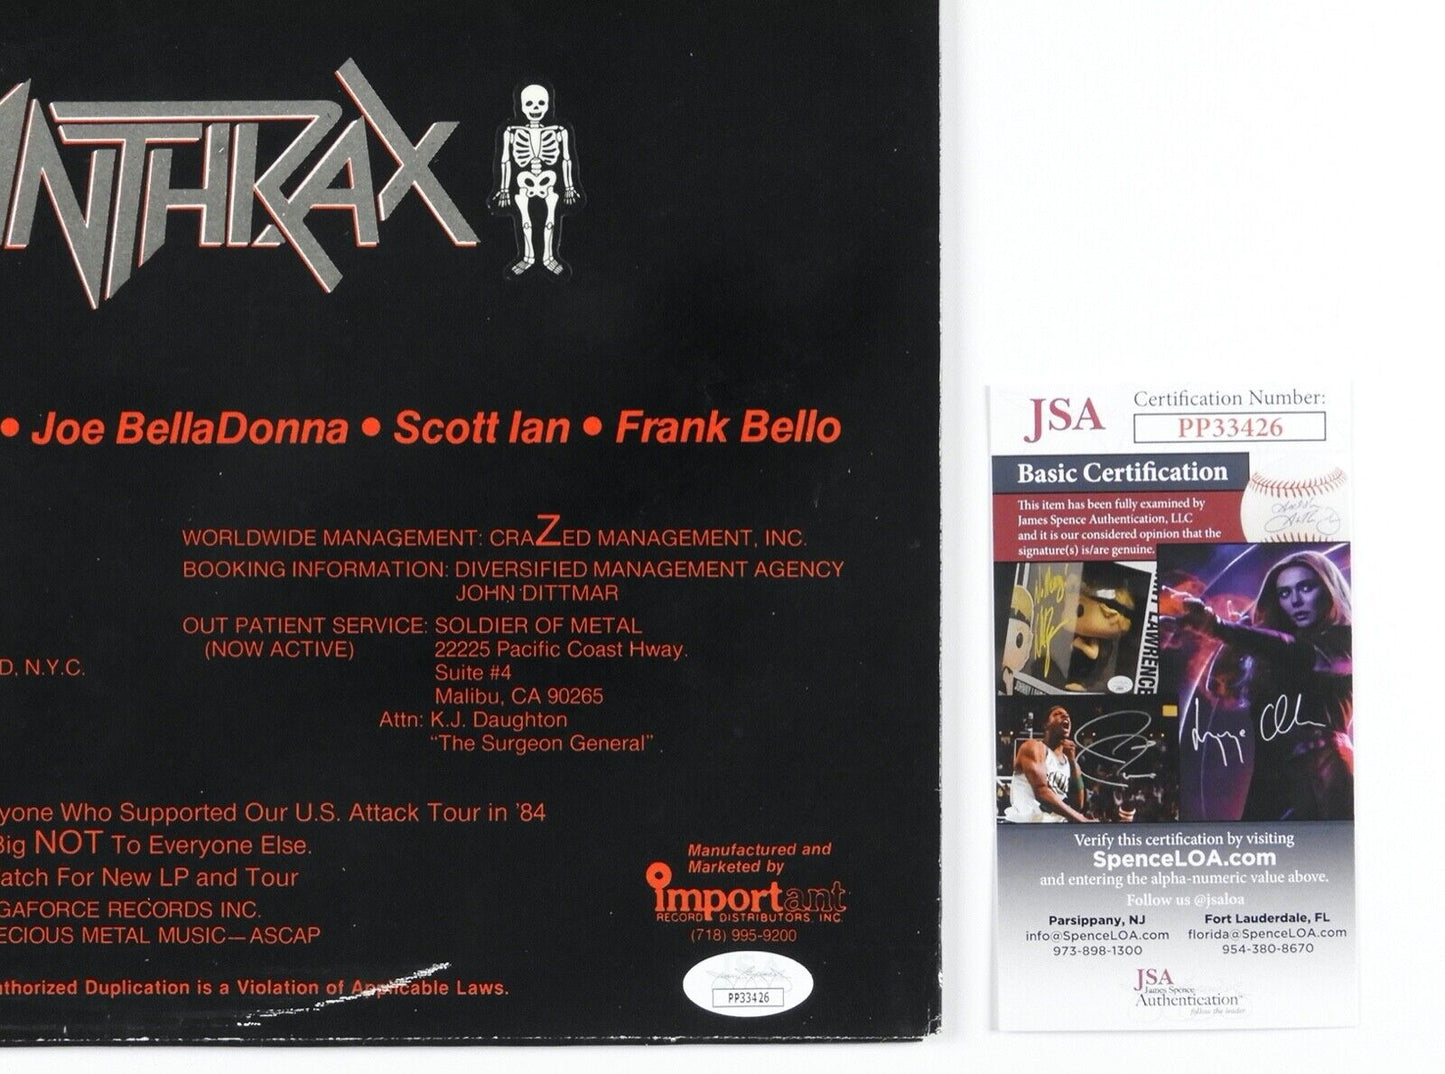 ANTHRAX
• Joe BellaDonna • Scott Ian • Frank Bello
WORLDWIDE MANAGEMENT: CRAZED MANAGEMENT, INC.
BOOKING INFORMATION: DIVERSIFIED MANAGEMENT AGENCY
JOHN DITTMAR
OUT PATIENT SERVICE: SOLDIER OF METAL
(NOW ACTIVE) 22225 Pacific Coast Hway.
Suite #4
D, N.Y.C.
Malibu, CA 90265
Attn: K.J. Daughton
"The Surgeon General"
yone Who Supported Our U.S. Attack Tour in '84
Big NOT To Everyone Else.
atch For New LP and Tour
GAFORCE RECORDS INC.
ECIOUS METAL MUSIC—ASCAP
Manufactured and
Marketed by
important
RECORD DISTRIBUTORS, INC.
(718) 995-9200
uthorized Duplication is a Violation of Applicable Laws.
PP33426
JSA
Certification Number:
PP33426
Basic Certification
This item has been fully examined by
James Spence Authentication, LLC
and it is our considered opinion that the
signature(s) is/are genuine.
LAWRENCE
Verify this certification by visiting
SpenceLOA.com
and entering the alpha-numeric value above.
Follow us @jsaloa
Parsippany, NJ
info@SpenceLOA.com
973-898-1300
Fort Lauderdale, FL
florida@SpenceLOA.com
954-380-8670
JSA
James Spence
Authentication
follow the leader